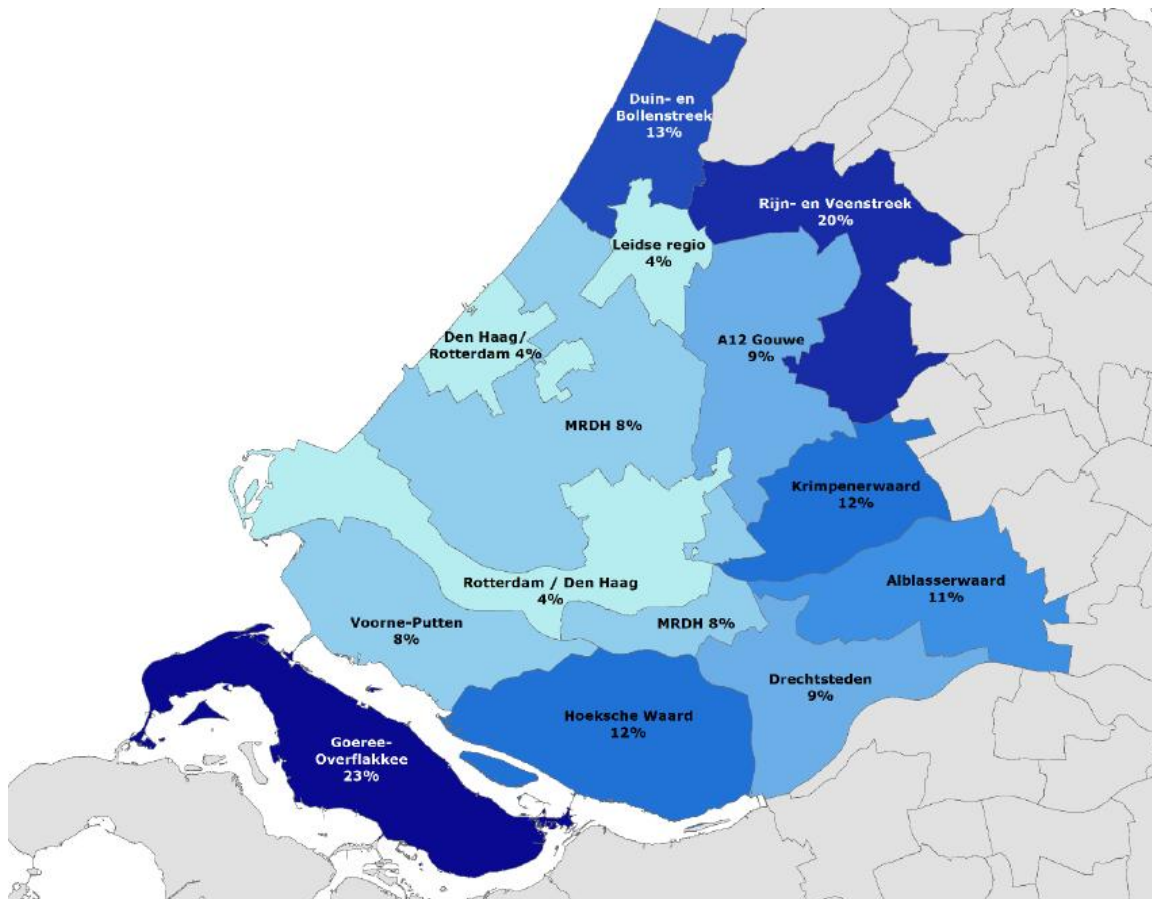 Duin- en
Bollenstreek
13%
Rijn- en Veenstreek
20%
Leidse regio
4%
Den Haag/
Rotterdam 4%
A12 Gouwe
9%
MRDH 8%
Krimpenerwaard
12%
Alblasserwaard
11%
Rotterdam / Den Haag
4%
Voorne-Putten
8%
MRDH 8%
Drechtsteden
9%
Hoeksche Waard
12%
Goeree-
Overflakkee
23%